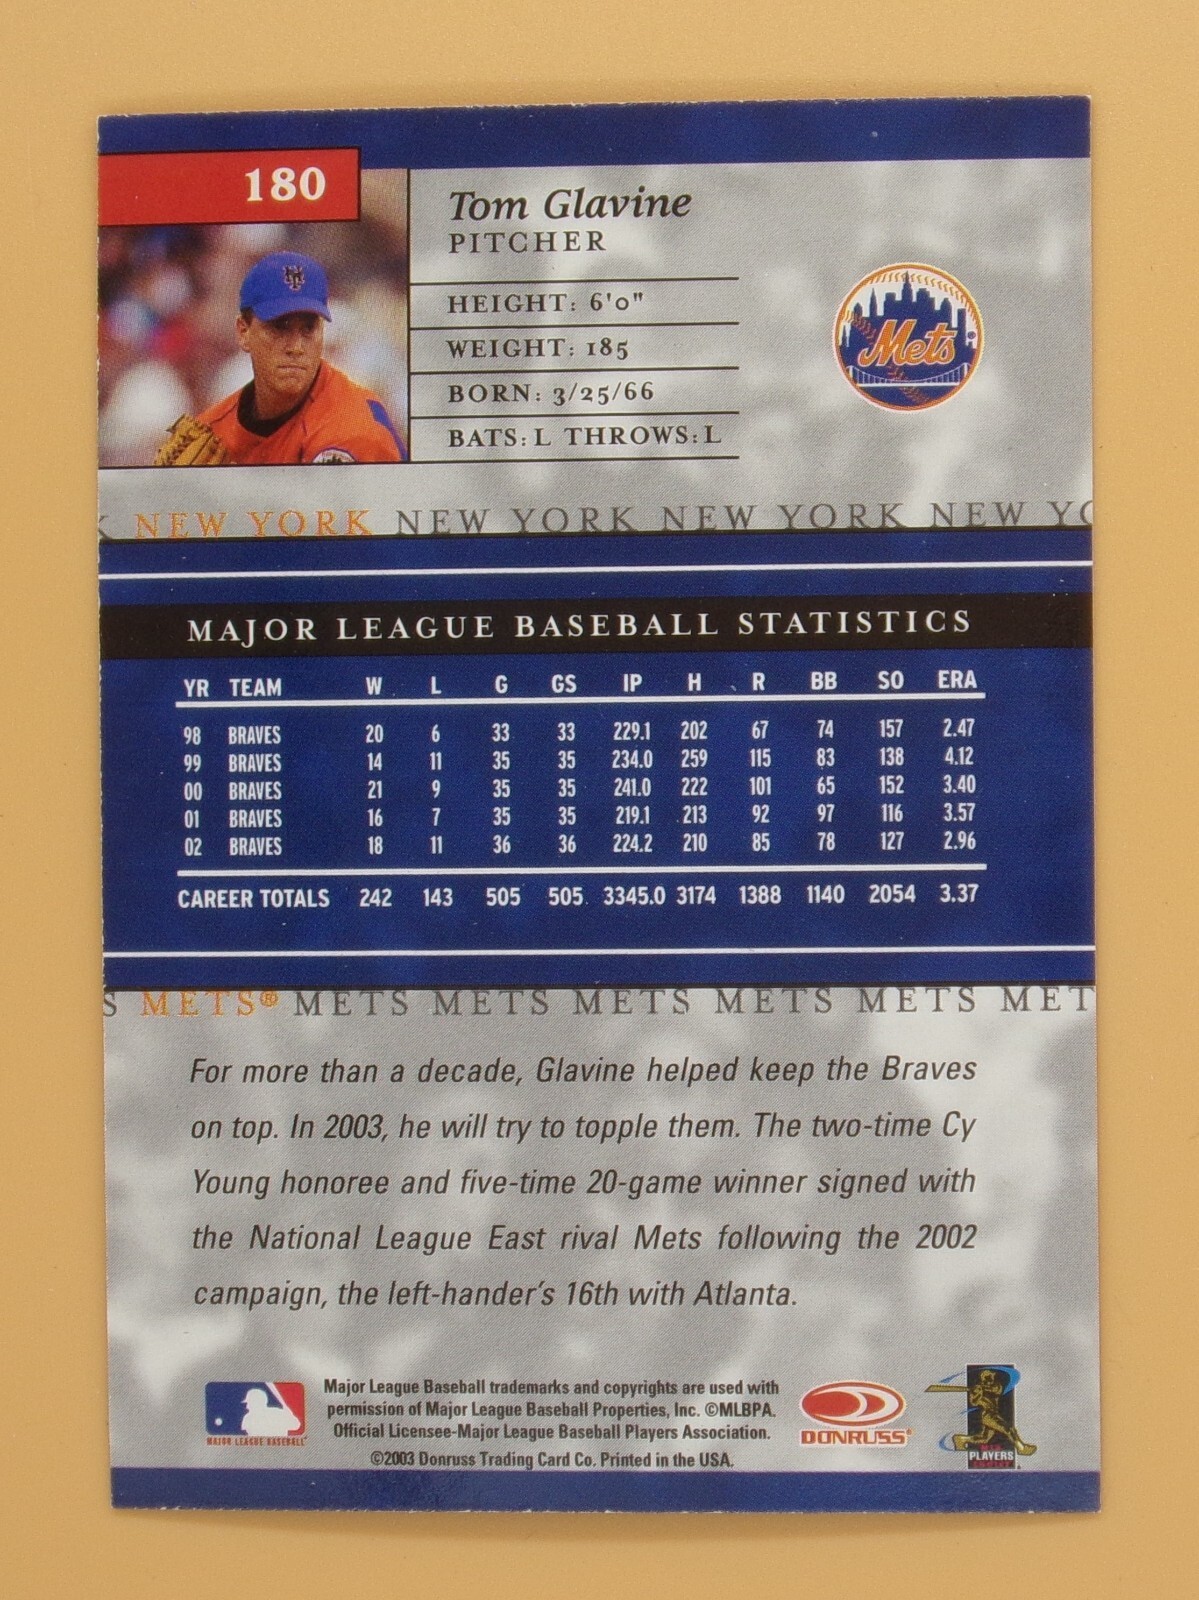 180
Tom Glavine
PITCHER
HEIGHT: 6'0"
WEIGHT: 185
BORN: 3/25/66
BATS: L THROWS: L
Mets
K NEW YORK NEW YORK NEW YORK NEW YO
MAJOR LEAGUE BASEBALL STATISTICS
YR TEAM W L G GS IP H R BB SO ERA
98 BRAVES 20 6 33 33 229.1 202 67 74 157 2.47
99 BRAVES 14 11 35 35 234.0 259 115 83 138 4.12
00 BRAVES 21 9 35 35 241.0 222 101 65 152 3.40
01 BRAVES 16 7 35 35 219.1 213 92 97 116 3.57
02 BRAVES 18 11 36 36 224.2 210 85 78 127 2.96
CAREER TOTALS 242 143 505 505 3345.0 3174 1388 1140 2054 3.37
S METS® METS METS METS METS METS MET
For more than a decade, Glavine helped keep the Braves
on top. In 2003, he will try to topple them. The two-time Cy
Young honoree and five-time 20-game winner signed with
the National League East rival Mets following the 2002
campaign, the left-hander's 16th with Atlanta.
Major League Baseball trademarks and copyrights are used with
permission of Major League Baseball Properties, Inc. ©MLBPA.
Official Licensee-Major League Baseball Players Association.
©2003 Donruss Trading Card Co. Printed in the USA.
MAJOR LEAGUE BASEBALL
DONRUSS
PLAYERS